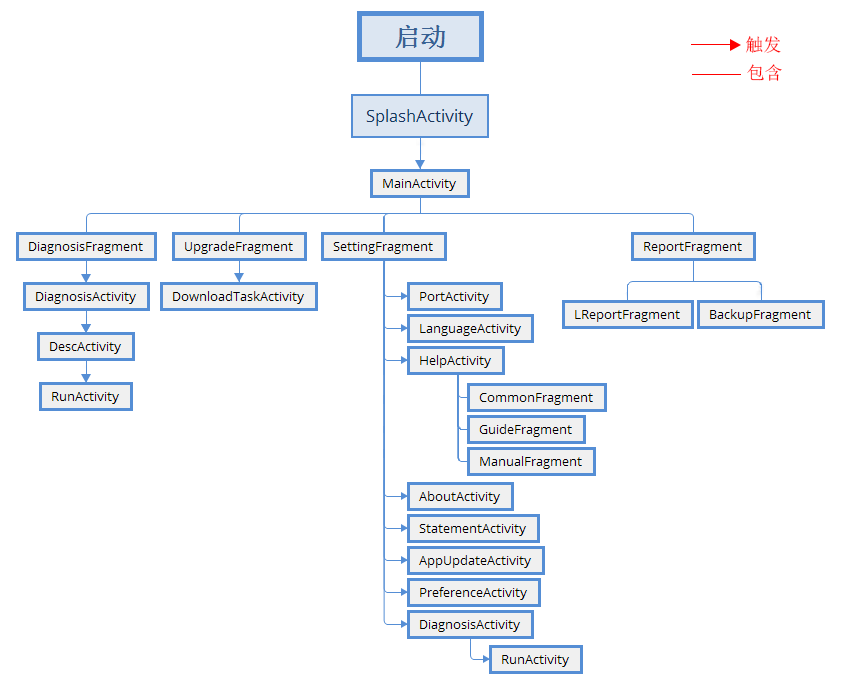 启动
触发
包含
SplashActivity
MainActivity
DiagnosisFragment
UpgradeFragment
SettingFragment
ReportFragment
DiagnosisActivity
DownloadTaskActivity
PortActivity
LReportFragment
BackupFragment
LanguageActivity
DescActivity
HelpActivity
RunActivity
CommonFragment
GuideFragment
ManualFragment
AboutActivity
StatementActivity
AppUpdateActivity
PreferenceActivity
DiagnosisActivity
RunActivity